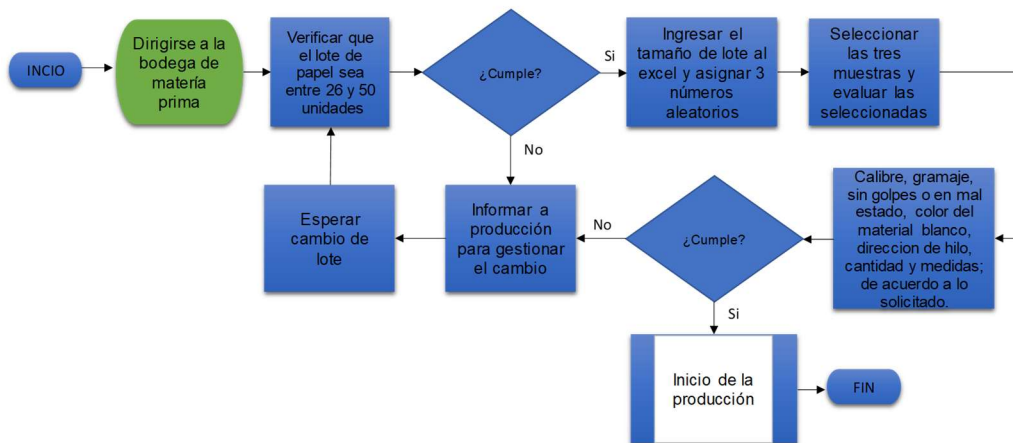 INCIO
Dirigirse a la
bodega de
matería
prima
Verificar que
el lote de
papel sea
entre 26 y 50
unidades
¿Cumple?
Si
No
Ingresar el
tamaño de lote al
excel y asignar 3
números
aleatorios
Seleccionar
las tres
muestras y
evaluar las
seleccionadas
Calibre, gramaje,
sin golpes o en mal
estado, color del
material blanco,
direccion de hilo,
cantidad y medidas;
de acuerdo a lo
solicitado.
¿Cumple?
No
Si
Informar a
producción
para gestionar
el cambio
Esperar
cambio de
lote
Inicio de la
producción
FIN